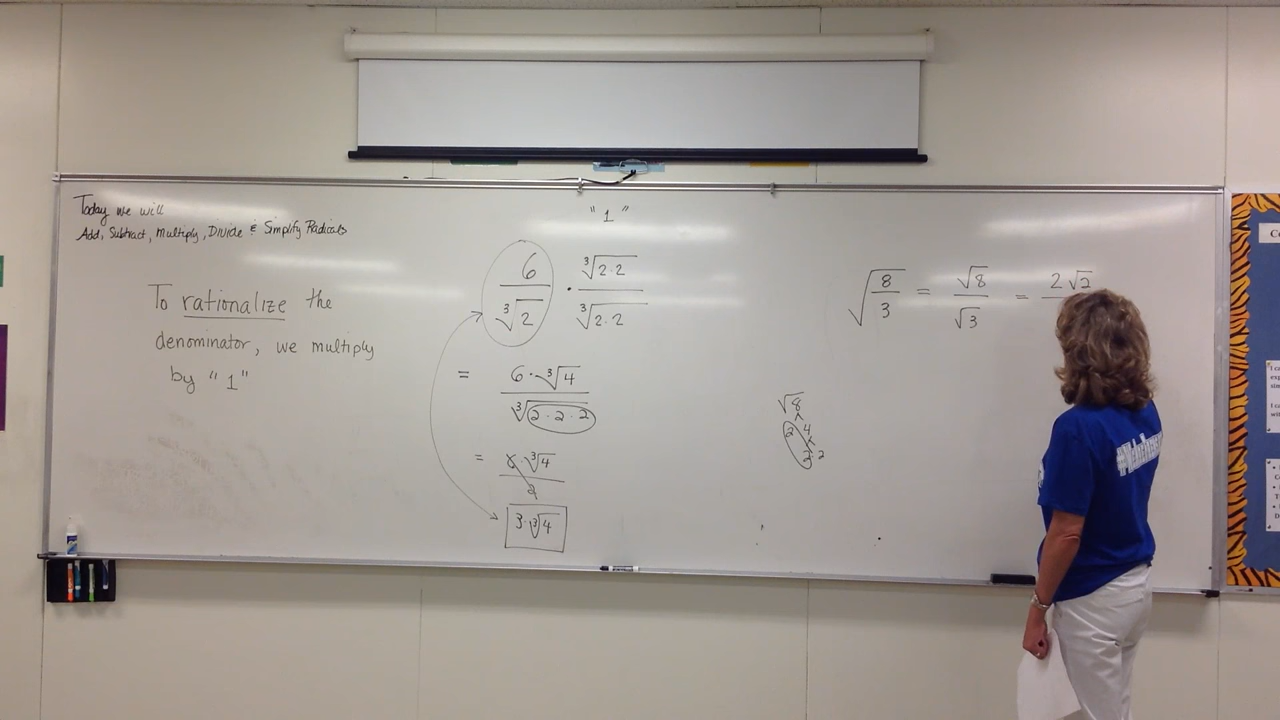 Today we will
Add, Subtract, Multiply, Divide & Simplify Radicals
To rationalize the
denominator, we multiply
by "1"
"1"
6/∛2 · ∛2·2/∛2·2
= 6·∛4/∛2·2·2
= 6·∛4/2
3·∛4
√8/3 = √8/√3 = 2√2
√8
2 4
2·2